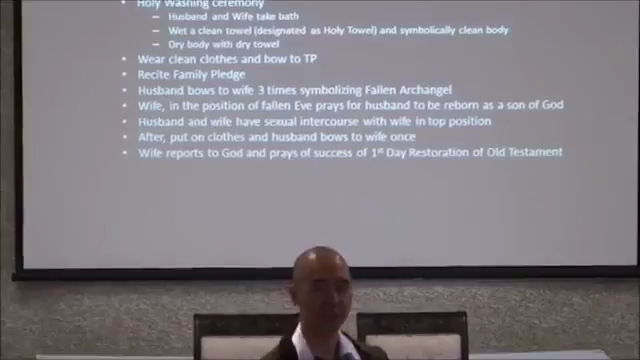 • Holy Washing ceremony
– Husband and Wife take bath
– Wet a clean towel (designated as Holy Towel) and symbolically clean body
– Dry body with dry towel
• Wear clean clothes and bow to TP
• Recite Family Pledge
• Husband bows to wife 3 times symbolizing Fallen Archangel
• Wife, in the position of fallen Eve prays for husband to be reborn as a son of God
• Husband and wife have sexual intercourse with wife in top position
• After, put on clothes and husband bows to wife once
• Wife reports to God and prays of success of 1st Day Restoration of Old Testament